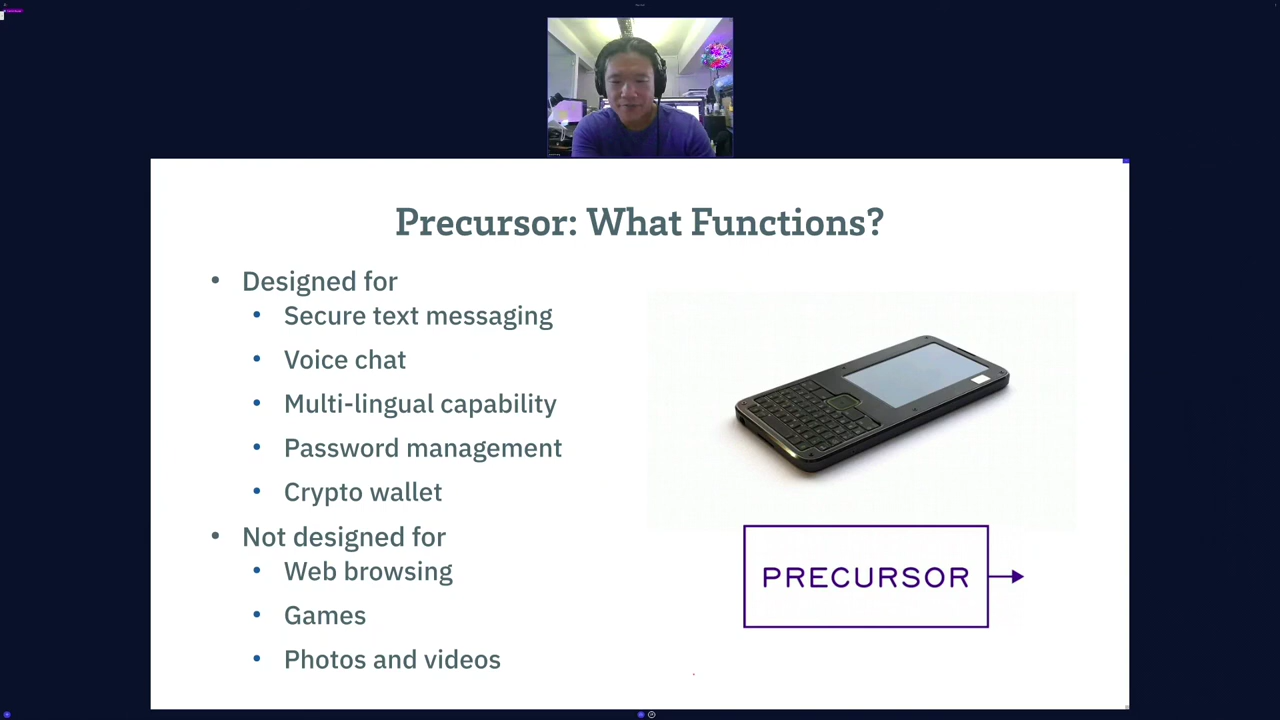 Precursor: What Functions?
• Designed for
• Secure text messaging
• Voice chat
• Multi-lingual capability
• Password management
• Crypto wallet
• Not designed for
• Web browsing
• Games
• Photos and videos
PRECURSOR